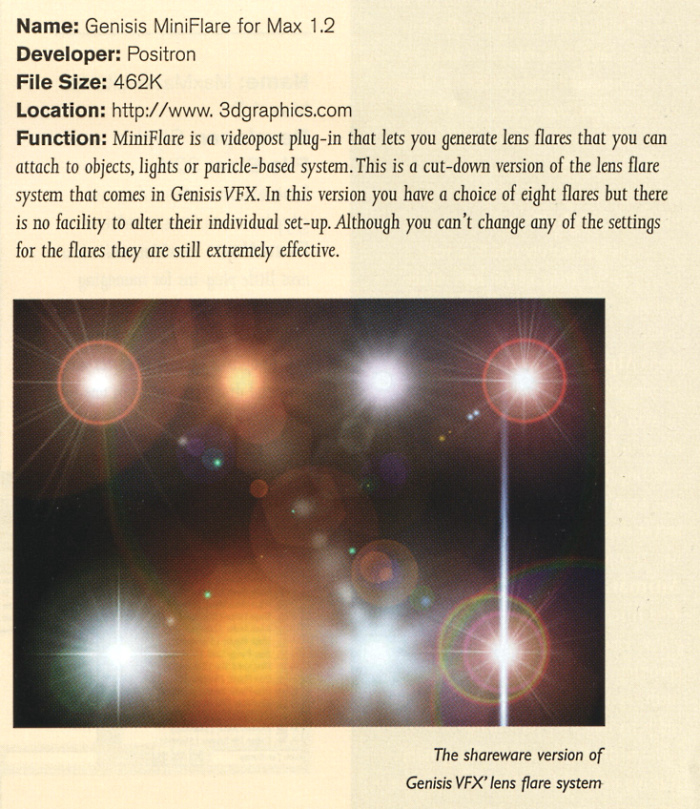 Name: Genisis MiniFlare for Max 1.2
Developer: Positron
File Size: 462K
Location: http://www. 3dgraphics.com
Function: MiniFlare is a videopost plug-in that lets you generate lens flares that you can
attach to objects, lights or paricle-based system. This is a cut-down version of the lens flare
system that comes in Genisis VFX. In this version you have a choice of eight flares but there
is no facility to alter their individual set-up. Although you can't change any of the settings
for the flares they are still extremely effective.
The shareware version of
Genisis VFX' lens flare system